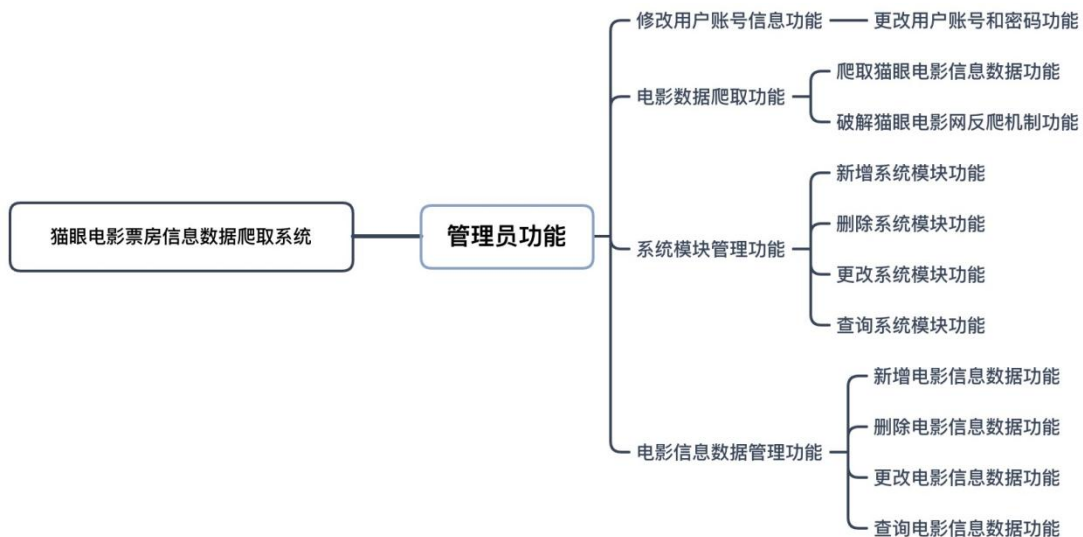 猫眼电影票房信息数据爬取系统
管理员功能
修改用户账号信息功能
更改用户账号和密码功能
电影数据爬取功能
爬取猫眼电影信息数据功能
破解猫眼电影网反爬机制功能
系统模块管理功能
新增系统模块功能
删除系统模块功能
更改系统模块功能
查询系统模块功能
电影信息数据管理功能
新增电影信息数据功能
删除电影信息数据功能
更改电影信息数据功能
查询电影信息数据功能